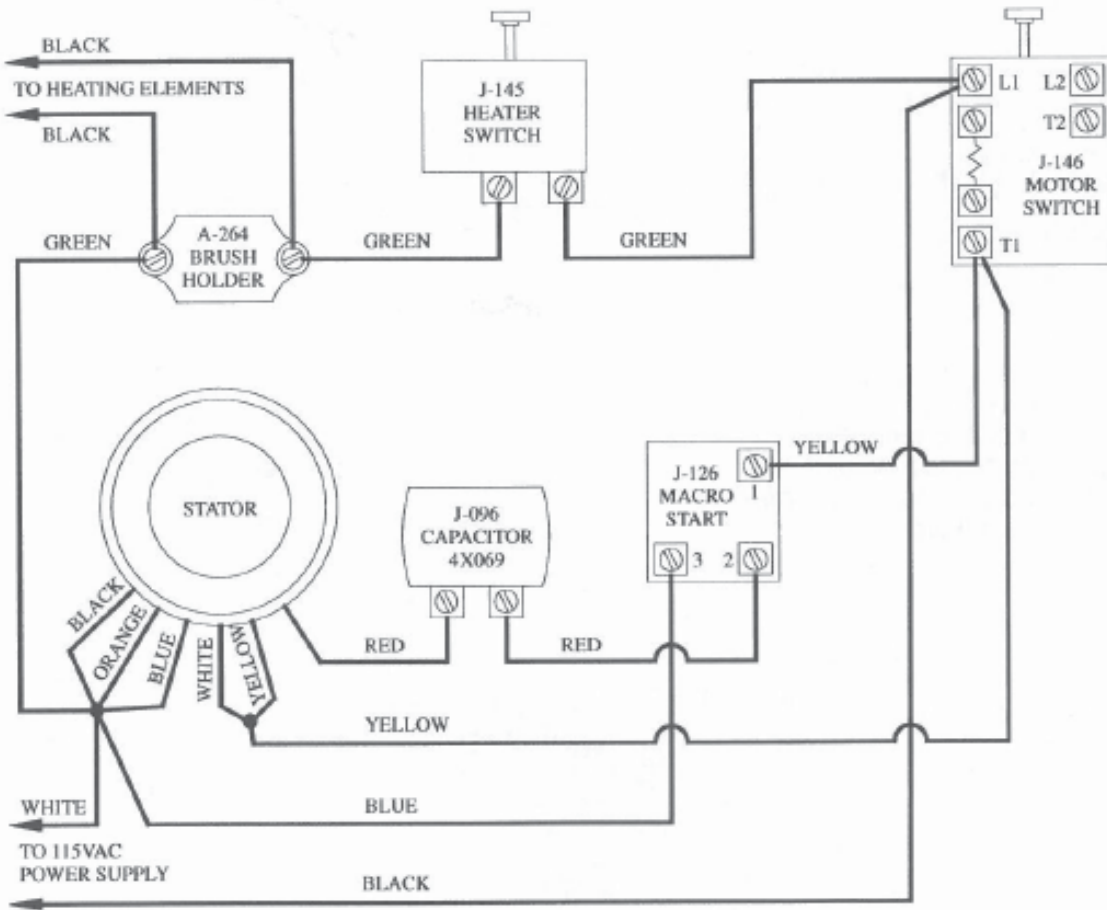 BLACK
TO HEATING ELEMENTS
BLACK
J-145
HEATER
SWITCH
L1
L2
T2
J-146
MOTOR
SWITCH
T1
GREEN
A-264
BRUSH
HOLDER
GREEN
GREEN
STATOR
J-096
CAPACITOR
4X069
J-126
MACRO
START
1
3
2
YELLOW
BLACK
ORANGE
BLUE
WHITE
YELLOW
RED
RED
YELLOW
WHITE
BLUE
TO 115VAC
POWER SUPPLY
BLACK